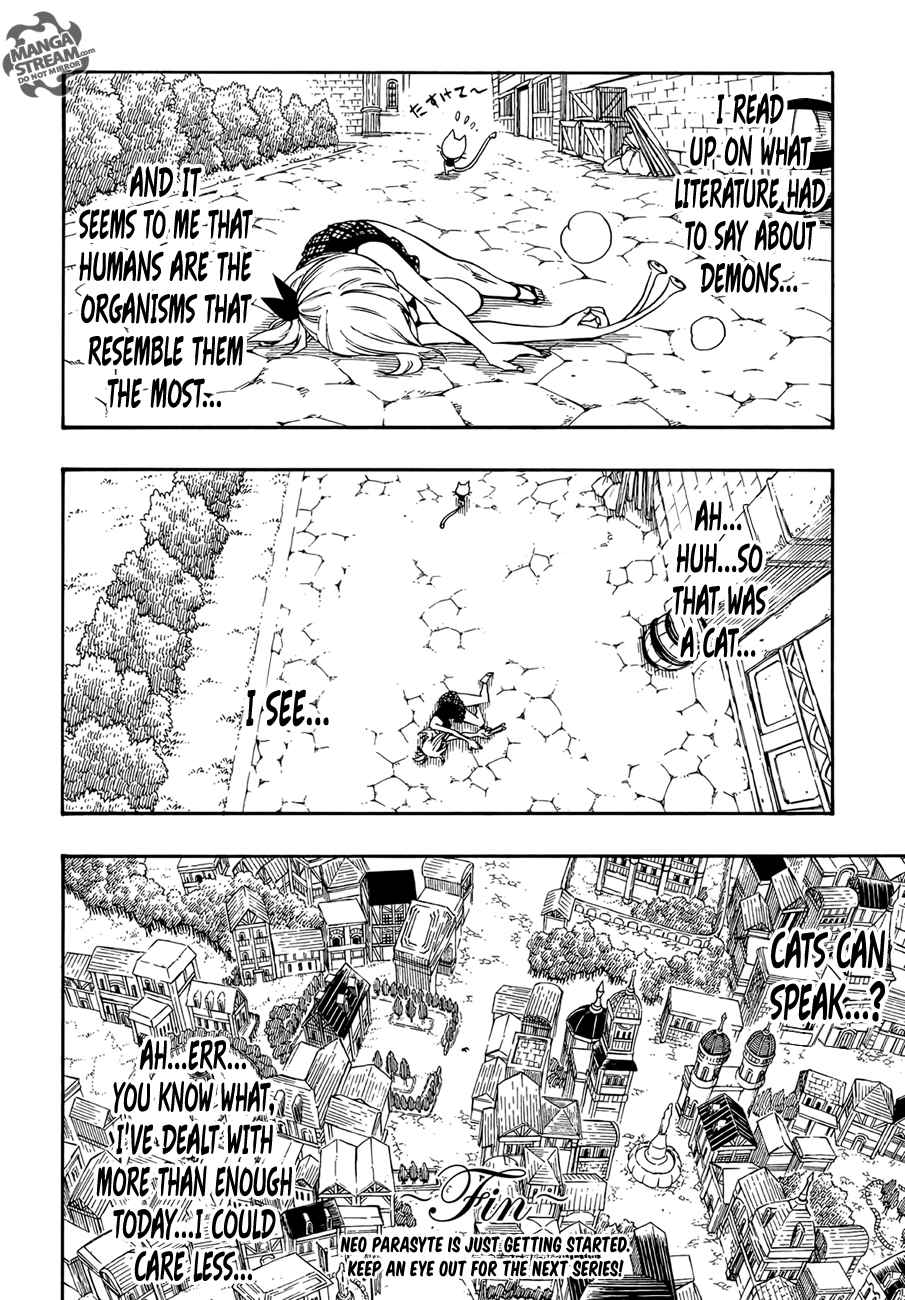 MANGA
STREAM.com
DO NOT MIRROR
I READ
UP ON WHAT
LITERATURE HAD
TO SAY ABOUT
DEMONS...
たすけて〜
AND IT
SEEMS TO ME THAT
HUMANS ARE THE
ORGANISMS THAT
RESEMBLE THEM
THE MOST...
AH...
HUH...SO
THAT WAS
A CAT...
I SEE...
CATS CAN
SPEAK...?
AH...ERR...
YOU KNOW WHAT,
I'VE DEALT WITH
MORE THAN ENOUGH
TODAY...I COULD
CARE LESS...
~Fin~
NEO PARASYTE IS JUST GETTING STARTED.
KEEP AN EYE OUT FOR THE NEXT SERIES!